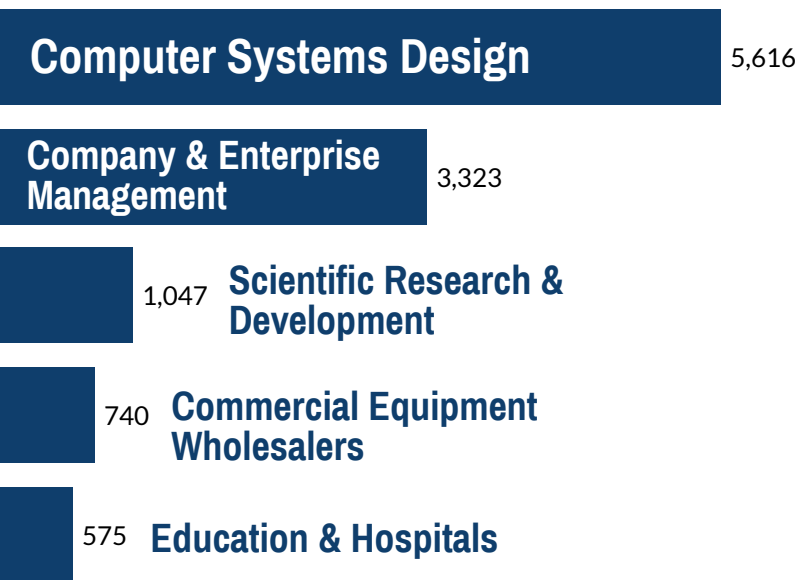 Computer Systems Design
5,616
Company & Enterprise
Management
3,323
1,047
Scientific Research &
Development
740
Commercial Equipment
Wholesalers
575
Education & Hospitals